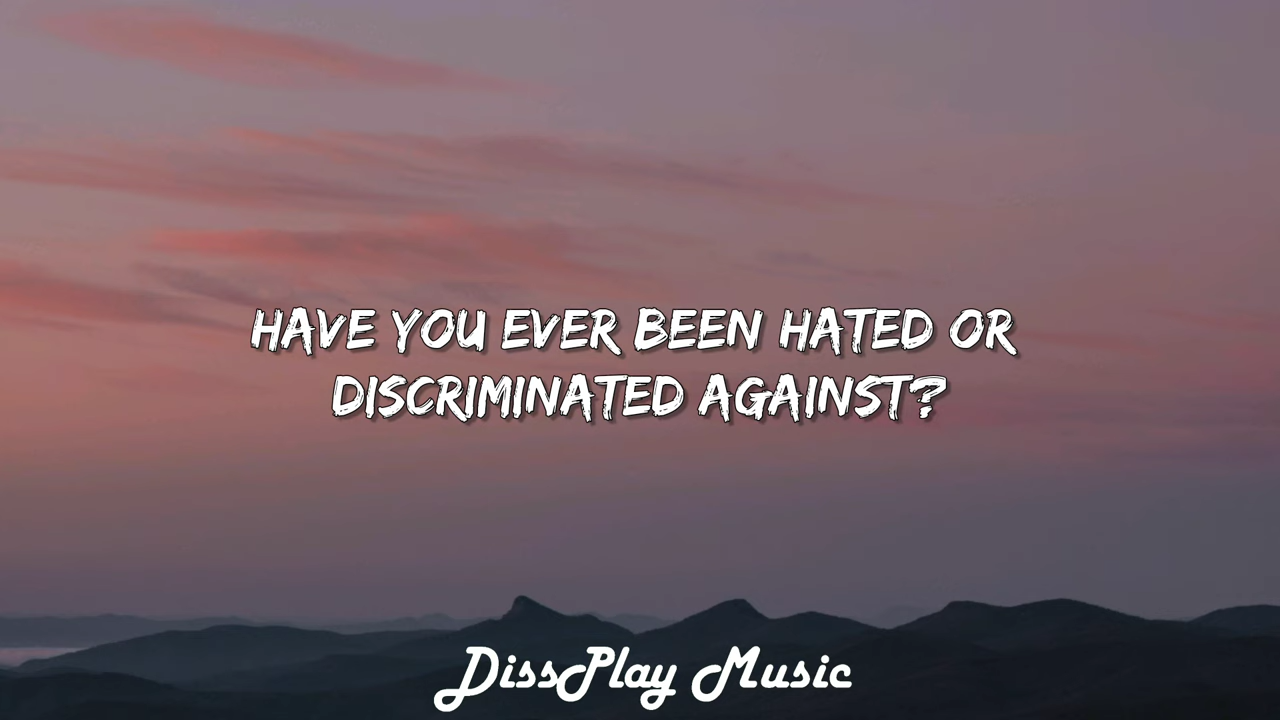 HAVE YOU EVER BEEN HATED OR
DISCRIMINATED AGAINST?
DissPlay Music